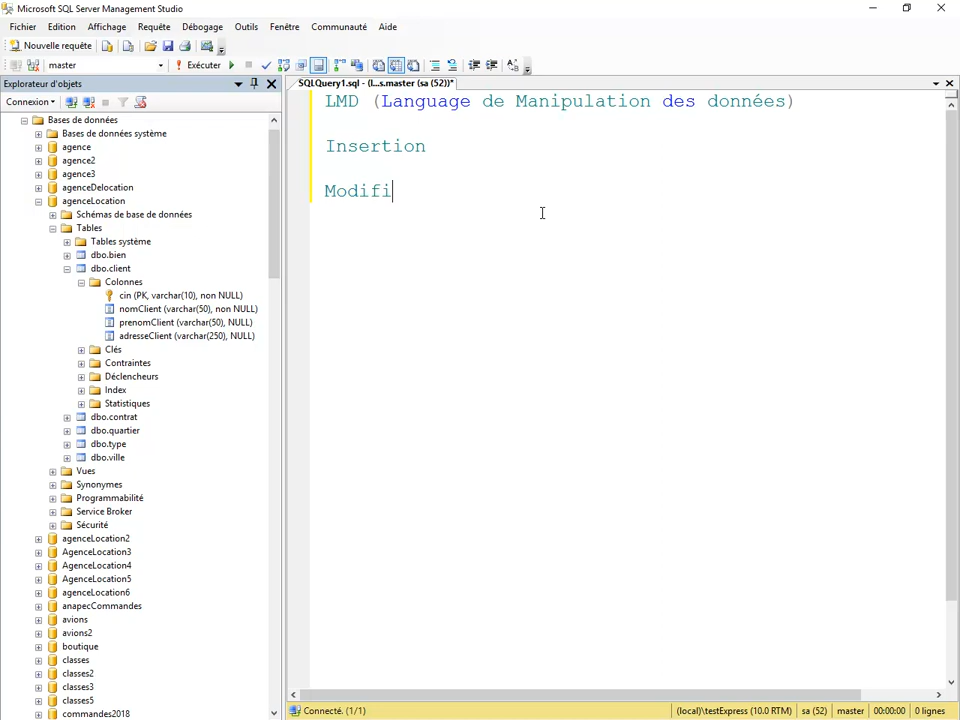 Microsoft SQL Server Management Studio
Fichier Edition Affichage Requête Débogage Outils Fenêtre Communauté Aide
Nouvelle requête
master Exécuter
Explorateur d'objets
SQLQuery1.sql - (l...s.master (sa (52))*
Connexion
Bases de données
Bases de données système
agence
agence2
agence3
agenceDelocation
agenceLocation
Schémas de base de données
Tables
Tables système
dbo.bien
dbo.client
Colonnes
cin (PK, varchar(10), non NULL)
nomClient (varchar(50), non NULL)
prenomClient (varchar(50), NULL)
adresseClient (varchar(250), NULL)
Clés
Contraintes
Déclencheurs
Index
Statistiques
dbo.contrat
dbo.quartier
dbo.type
dbo.ville
Vues
Synonymes
Programmabilité
Service Broker
Sécurité
agenceLocation2
AgenceLocation3
AgenceLocation4
AgenceLocation5
agenceLocation6
anapecCommandes
avions
avions2
boutique
classes
classes2
classes3
classes5
commandes2018
LMD (Language de Manipulation des données)
Insertion
Modifi
Connecté. (1/1)
(local)\testExpress (10.0 RTM) sa (52) master 00:00:00 0 lignes